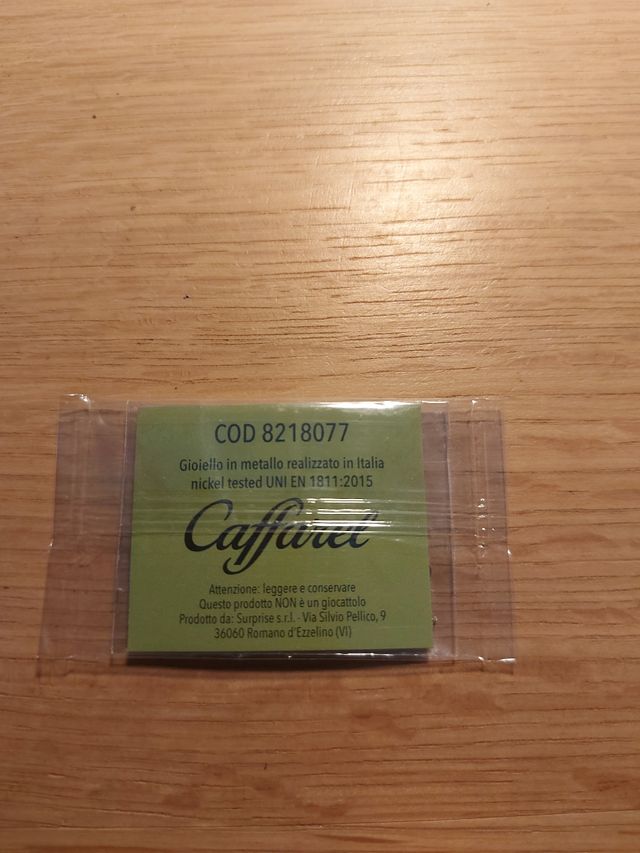 COD 8218077
Gioiello in metallo realizzato in Italia
nickel tested UNI EN 1811:2015
Caffarel
Attenzione: leggere e conservare
Questo prodotto NON è un giocattolo
Prodotto da: Surprise s.r.l. - Via Silvio Pellico, 9
36060 Romano d'Ezzelino (VI)